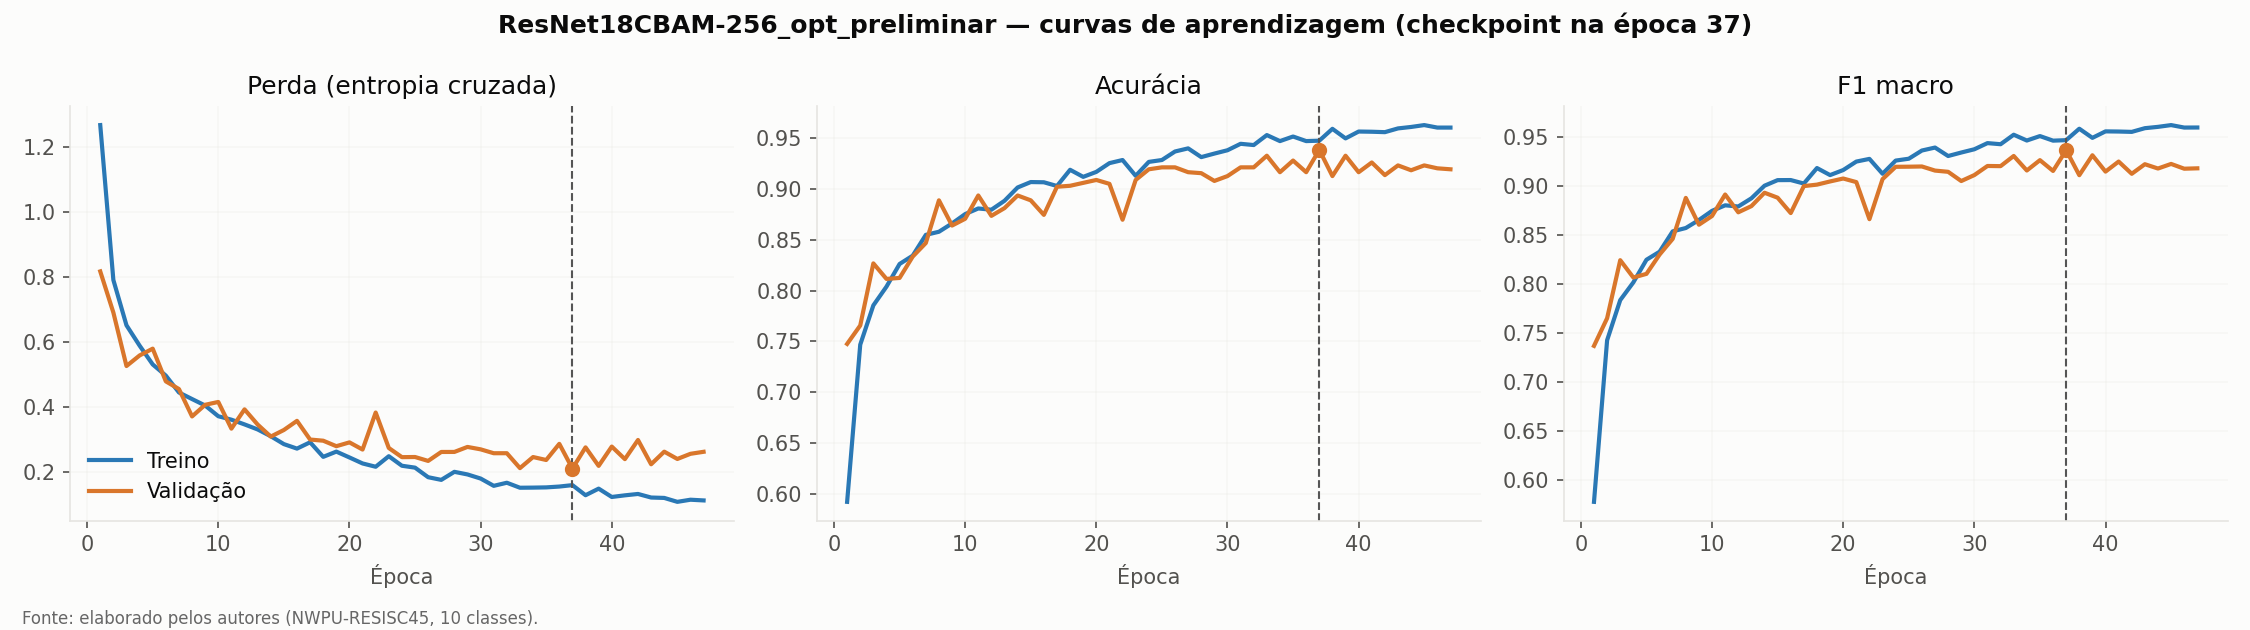 ResNet18CBAM-256_opt_preliminar — curvas de aprendizagem (checkpoint na época 37)
Perda (entropia cruzada)
1.2
1.0
0.8
0.6
0.4
0.2
Treino
Validação
0 10 20 30 40
Época
Acurácia
0.95
0.90
0.85
0.80
0.75
0.70
0.65
0.60
0 10 20 30 40
Época
F1 macro
0.95
0.90
0.85
0.80
0.75
0.70
0.65
0.60
0 10 20 30 40
Época
Fonte: elaborado pelos autores (NWPU-RESISC45, 10 classes).